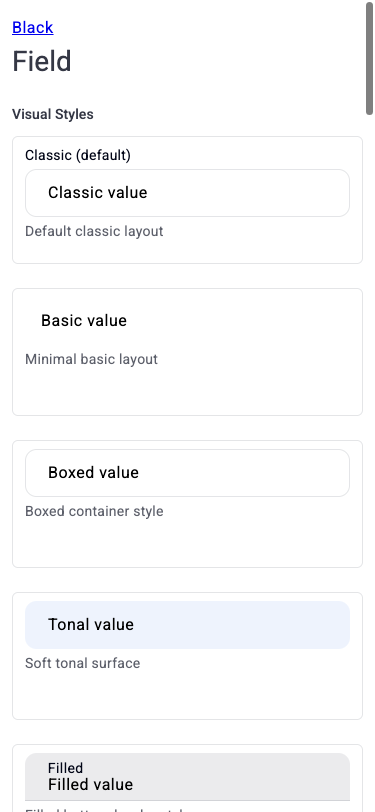 Black
Field
Visual Styles
Classic (default)
Classic value
Default classic layout
Basic value
Minimal basic layout
Boxed value
Boxed container style
Tonal value
Soft tonal surface
Filled
Filled value